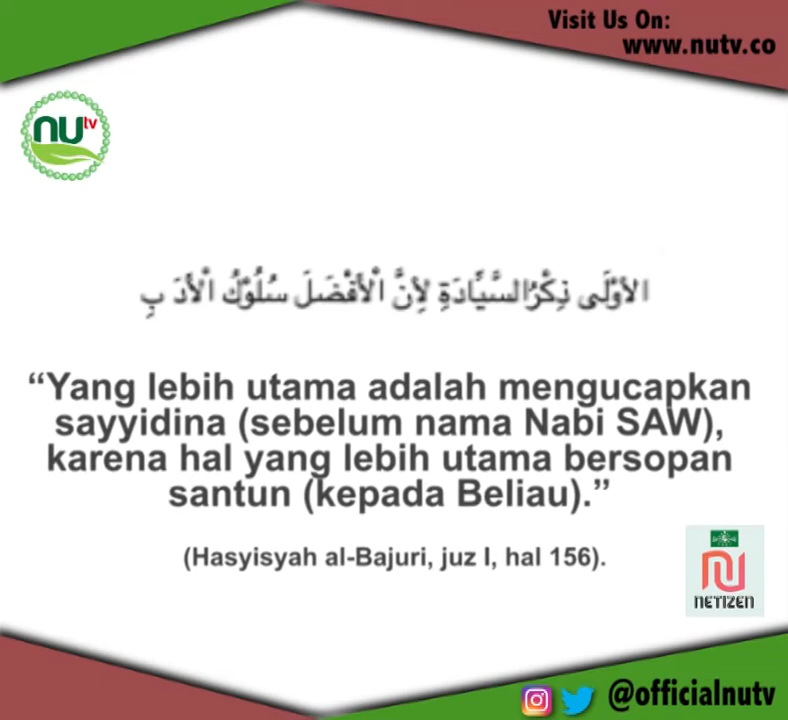 Visit Us On:
www.nutv.co
nutv
الأَوْلَى ذِكْرُالسَّيِّادَةِ لِأِنَّ الْأَفْضَلَ سُلُوْكُ الْأَدَ بِ
“Yang lebih utama adalah mengucapkan
sayyidina (sebelum nama Nabi SAW),
karena hal yang lebih utama bersopan
santun (kepada Beliau).”
(Hasyisyah al-Bajuri, juz I, hal 156).
NETIZEN
@officialnutv